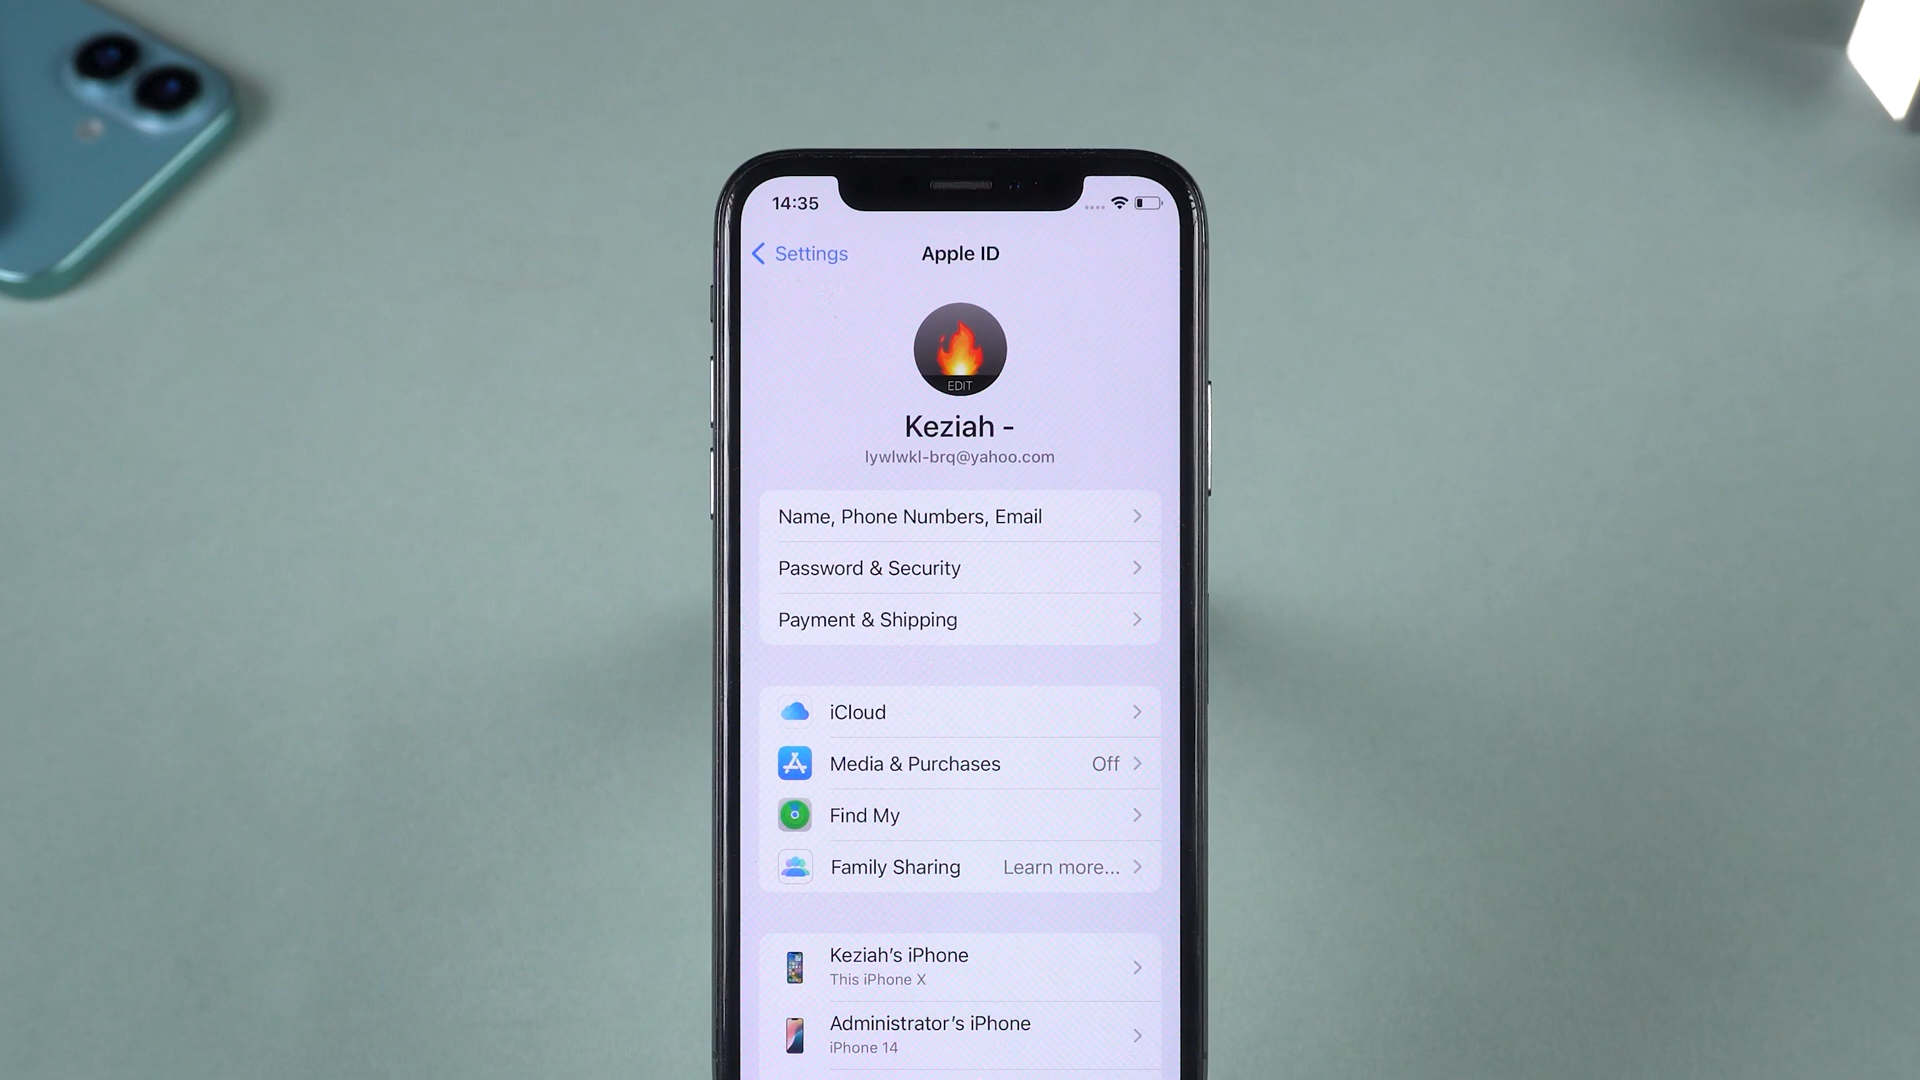 14:35
Settings
Apple ID
EDIT
Keziah -
lywlwkl-brq@yahoo.com
Name, Phone Numbers, Email
Password & Security
Payment & Shipping
iCloud
Media & Purchases Off
Find My
Family Sharing Learn more...
Keziah’s iPhone
This iPhone X
Administrator’s iPhone
iPhone 14